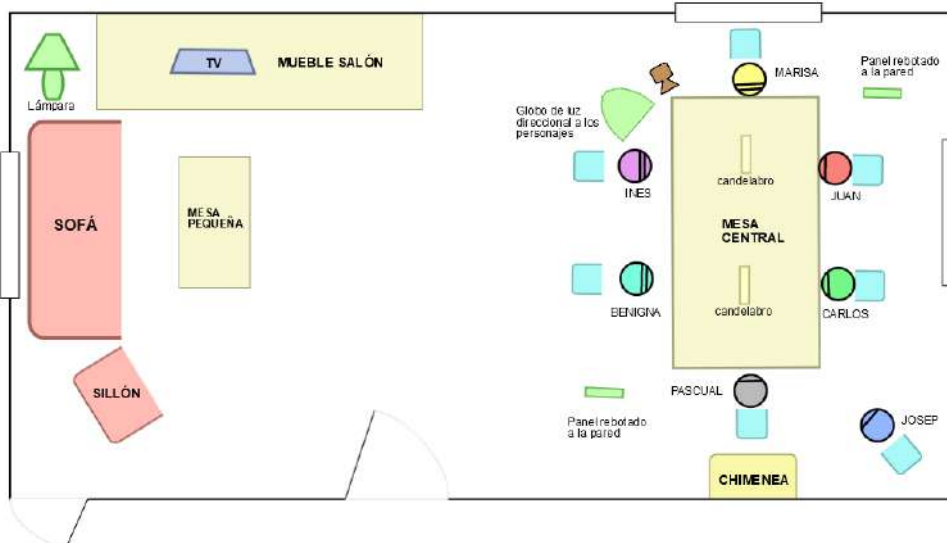 TV
MUEBLE SALÓN
MARISA
Panel rebotado
a la pared
Lámpara
Globo de luz
direccional a los
personajes
candelabro
INES
JUAN
SOFÁ
MESA
PEQUEÑA
MESA
CENTRAL
BENIGNA
candelabro
CARLOS
SILLÓN
PASCUAL
Panel rebotado
a la pared
JOSEP
CHIMENEA